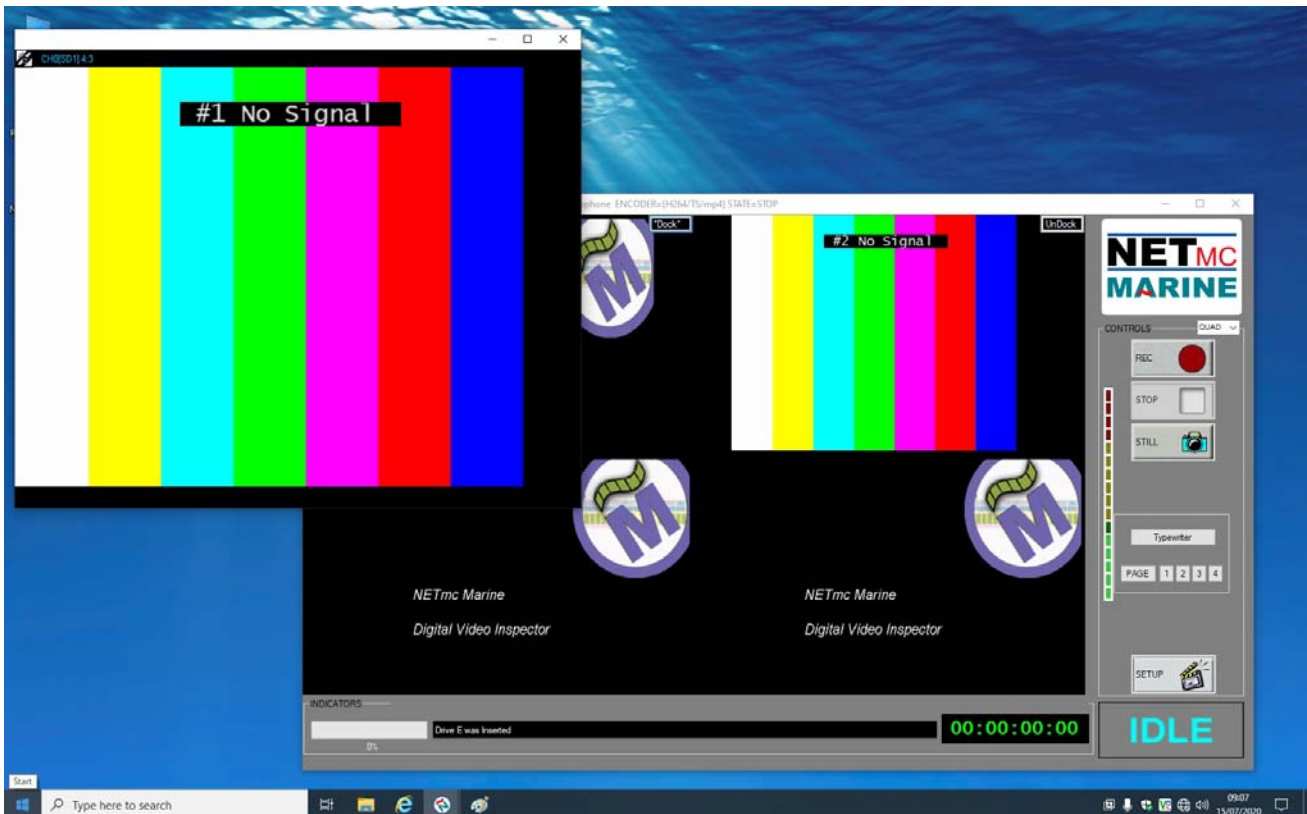 CH0[SD1] 4:3
#1 No Signal
ophone ENCODER=[H264/TS/mp4] STATE=STOP
*Dock*
#2 No Signal
UnDock
NETMC
MARINE
CONTROLS
QUAD
REC
STOP
STILL
Typewriter
PAGE 1 2 3 4
SETUP
NETmc Marine
Digital Video Inspector
NETmc Marine
Digital Video Inspector
INDICATORS
Drive E was Inserted
00:00:00:00
IDLE
Start
Type here to search
09:07
15/07/2020